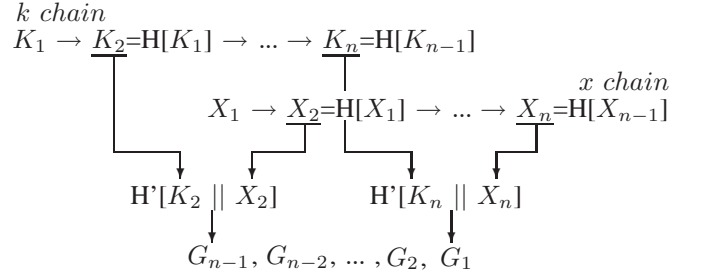 k chain
K₁ → K₂=H[K₁] → ... → Kₙ=H[Kₙ₋₁]
x chain
X₁ → X₂=H[X₁] → ... → Xₙ=H[Xₙ₋₁]
H'[K₂ || X₂] H'[Kₙ || Xₙ]
Gₙ₋₁, Gₙ₋₂, ... , G₂, G₁